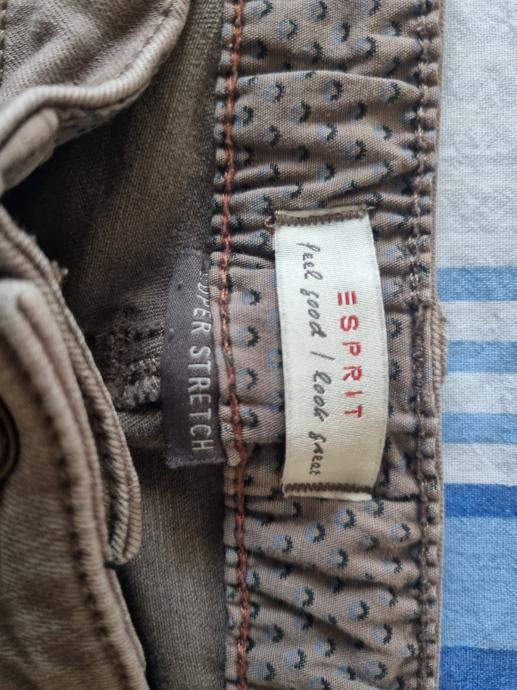 ESPRIT
feel good / look great
SUPER STRETCH